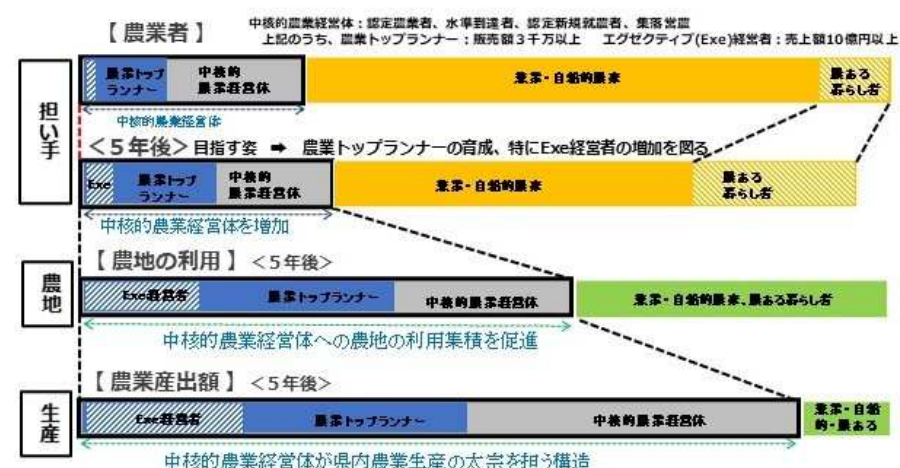 【農業者】
中核的農業経営体：認定農業者、水準到達者、認定新規就農者、集落営農
上記のうち、農業トップランナー：販売額３千万以上　エグゼクティブ(Exe)経営者：売上額10億円以上
担い手
農業トップ
ランナー
中核的
農業経営体
兼業・自給的農家
農ある
暮らし者
中核的農業経営体
＜５年後＞目指す姿 ➡ 農業トップランナーの育成、特にExe経営者の増加を図る
Exe
農業トップ
ランナー
中核的
農業経営体
兼業・自給的農家
農ある
暮らし者
中核的農業経営体を増加
【農地の利用】＜５年後＞
農地
Exe経営者
農業トップランナー
中核的農業経営体
兼業・自給的農家、農ある暮らし者
中核的農業経営体への農地の利用集積を促進
【農業産出額】＜５年後＞
生産
Exe経営者
農業トップランナー
中核的農業経営体
兼業・自給
的・農ある
中核的農業経営体が県内農業生産の太宗を担う構造